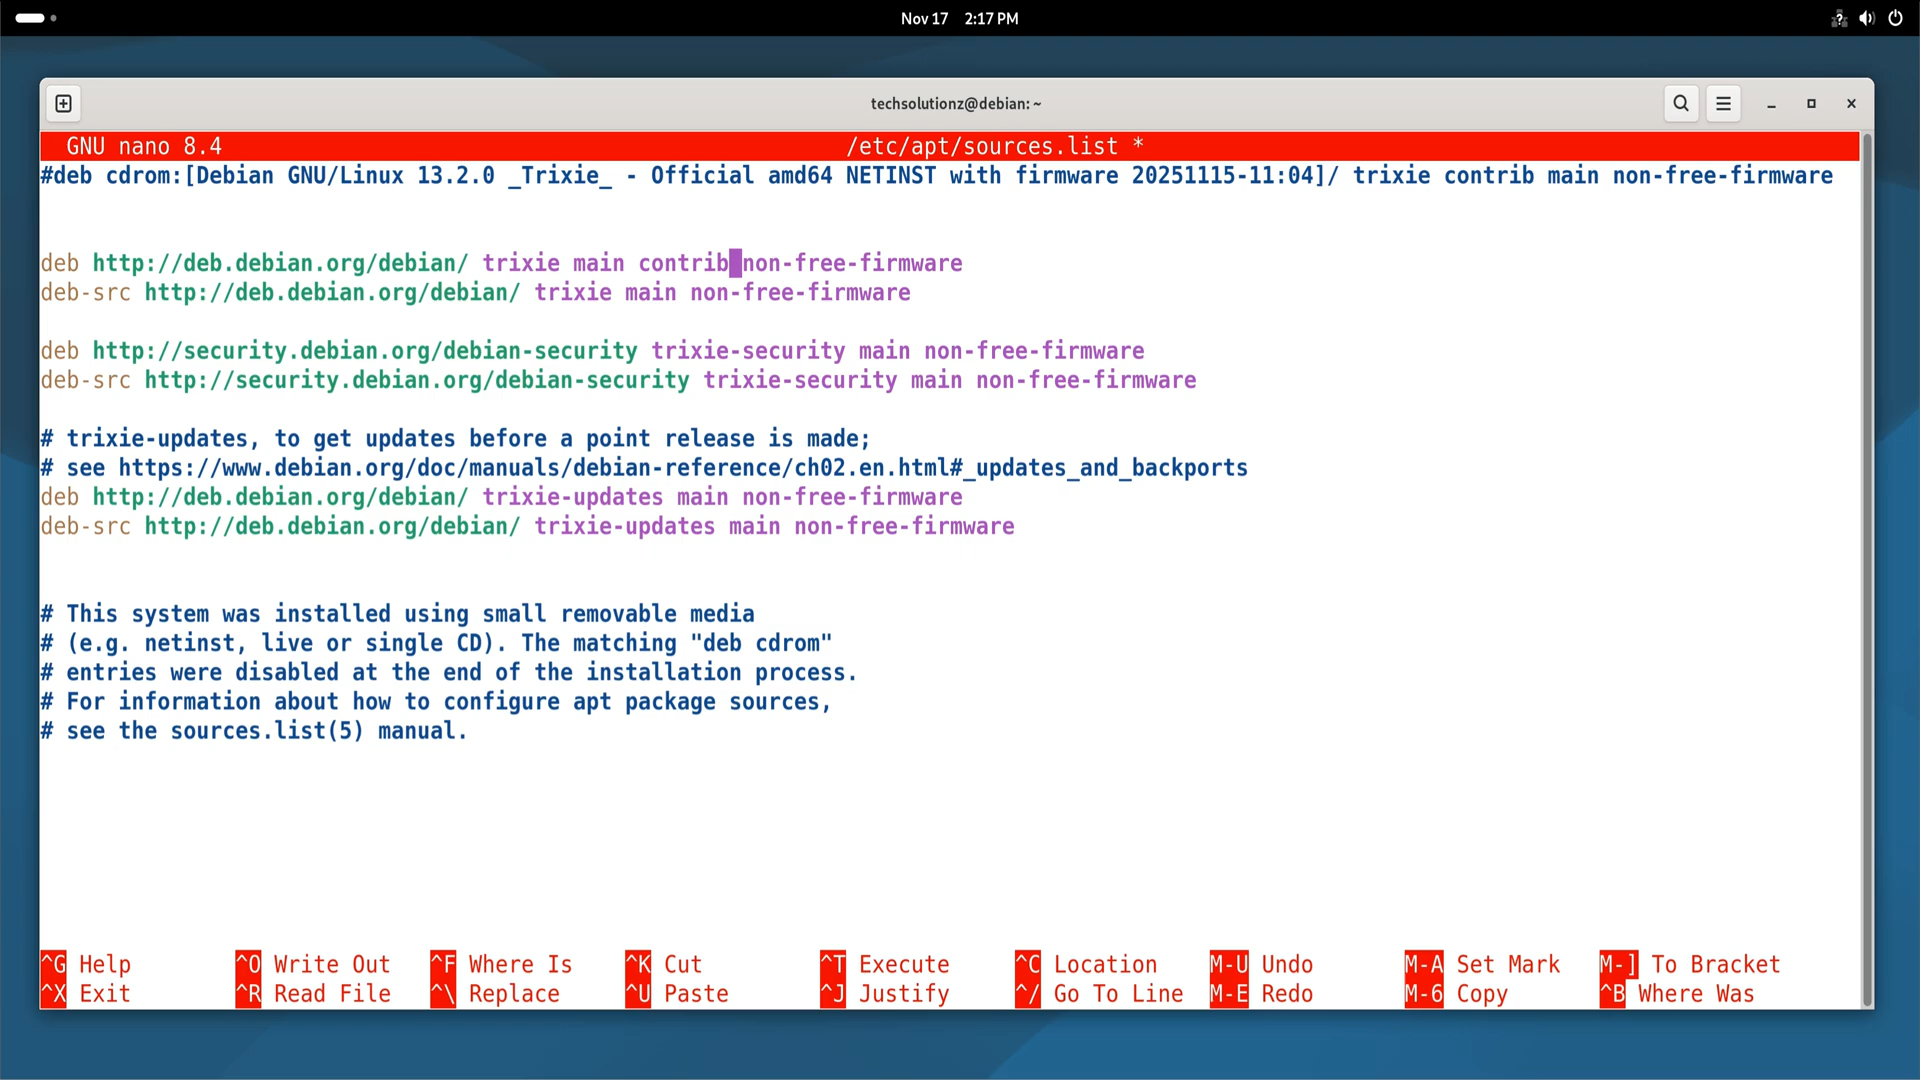 Nov 17 2:17 PM
techsolutionz@debian: ~
GNU nano 8.4 /etc/apt/sources.list *
#deb cdrom:[Debian GNU/Linux 13.2.0 _Trixie_ - Official amd64 NETINST with firmware 20251115-11:04]/ trixie contrib main non-free-firmware
deb http://deb.debian.org/debian/ trixie main contrib non-free-firmware
deb-src http://deb.debian.org/debian/ trixie main non-free-firmware
deb http://security.debian.org/debian-security trixie-security main non-free-firmware
deb-src http://security.debian.org/debian-security trixie-security main non-free-firmware
# trixie-updates, to get updates before a point release is made;
# see https://www.debian.org/doc/manuals/debian-reference/ch02.en.html#_updates_and_backports
deb http://deb.debian.org/debian/ trixie-updates main non-free-firmware
deb-src http://deb.debian.org/debian/ trixie-updates main non-free-firmware
# This system was installed using small removable media
# (e.g. netinst, live or single CD). The matching "deb cdrom"
# entries were disabled at the end of the installation process.
# For information about how to configure apt package sources,
# see the sources.list(5) manual.
^G Help ^O Write Out ^F Where Is ^K Cut ^T Execute ^C Location M-U Undo M-A Set Mark M-] To Bracket
^X Exit ^R Read File ^\ Replace ^U Paste ^J Justify ^/ Go To Line M-E Redo M-6 Copy ^B Where Was